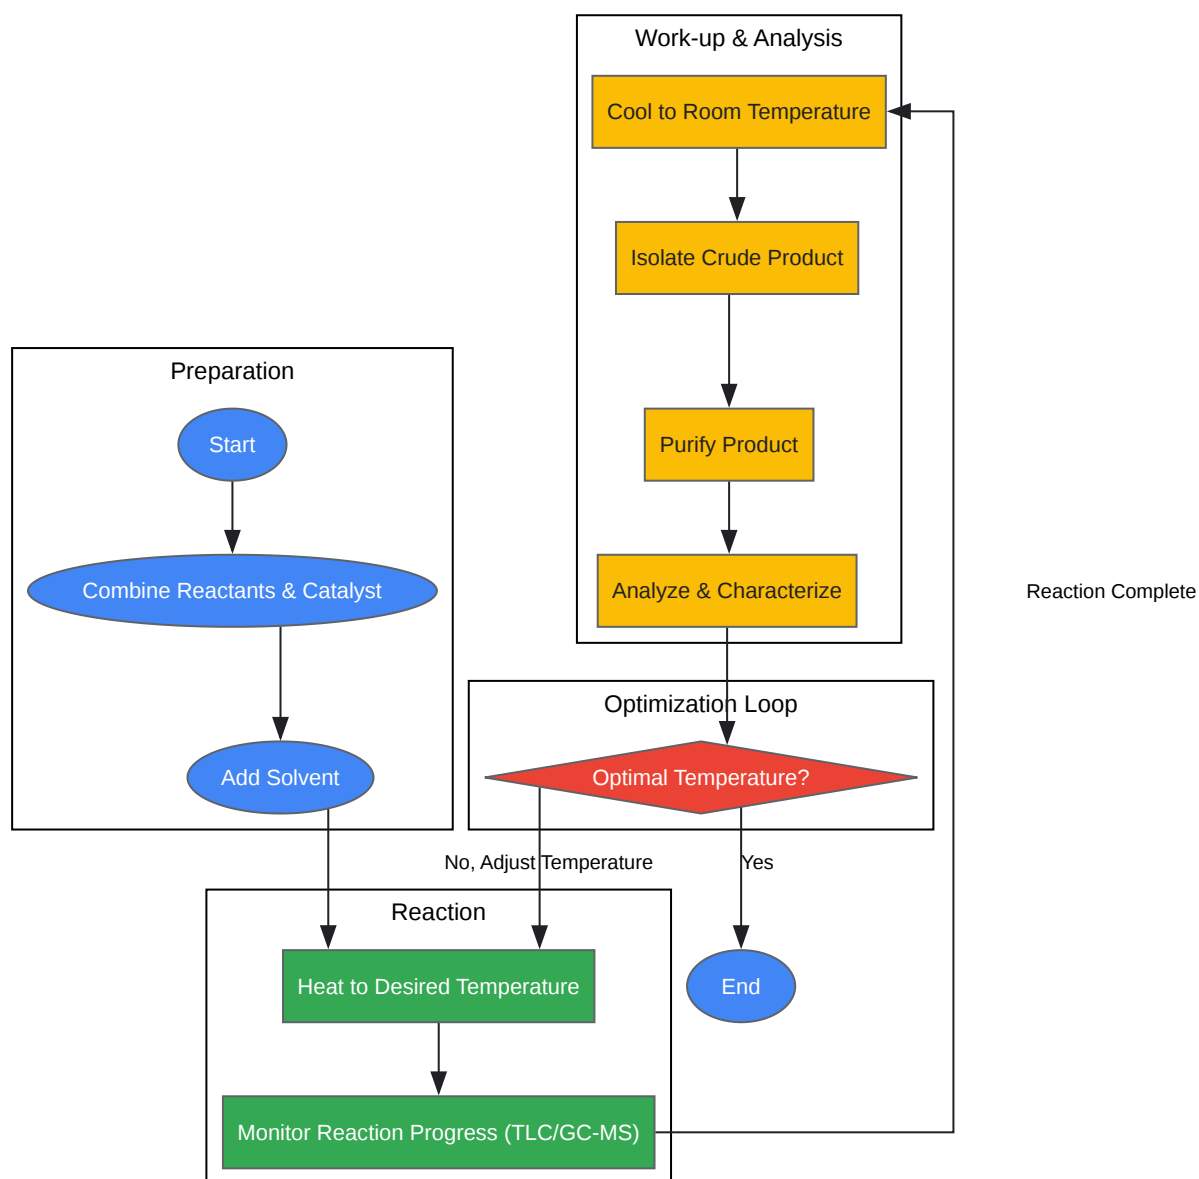 Work-up & Analysis
Cool to Room Temperature
Isolate Crude Product
Preparation
Start
Purify Product
Combine Reactants & Catalyst
Analyze & Characterize
Reaction Complete
Optimization Loop
Add Solvent
Optimal Temperature?
No, Adjust Temperature
Yes
Reaction
Heat to Desired Temperature
End
Monitor Reaction Progress (TLC/GC-MS)